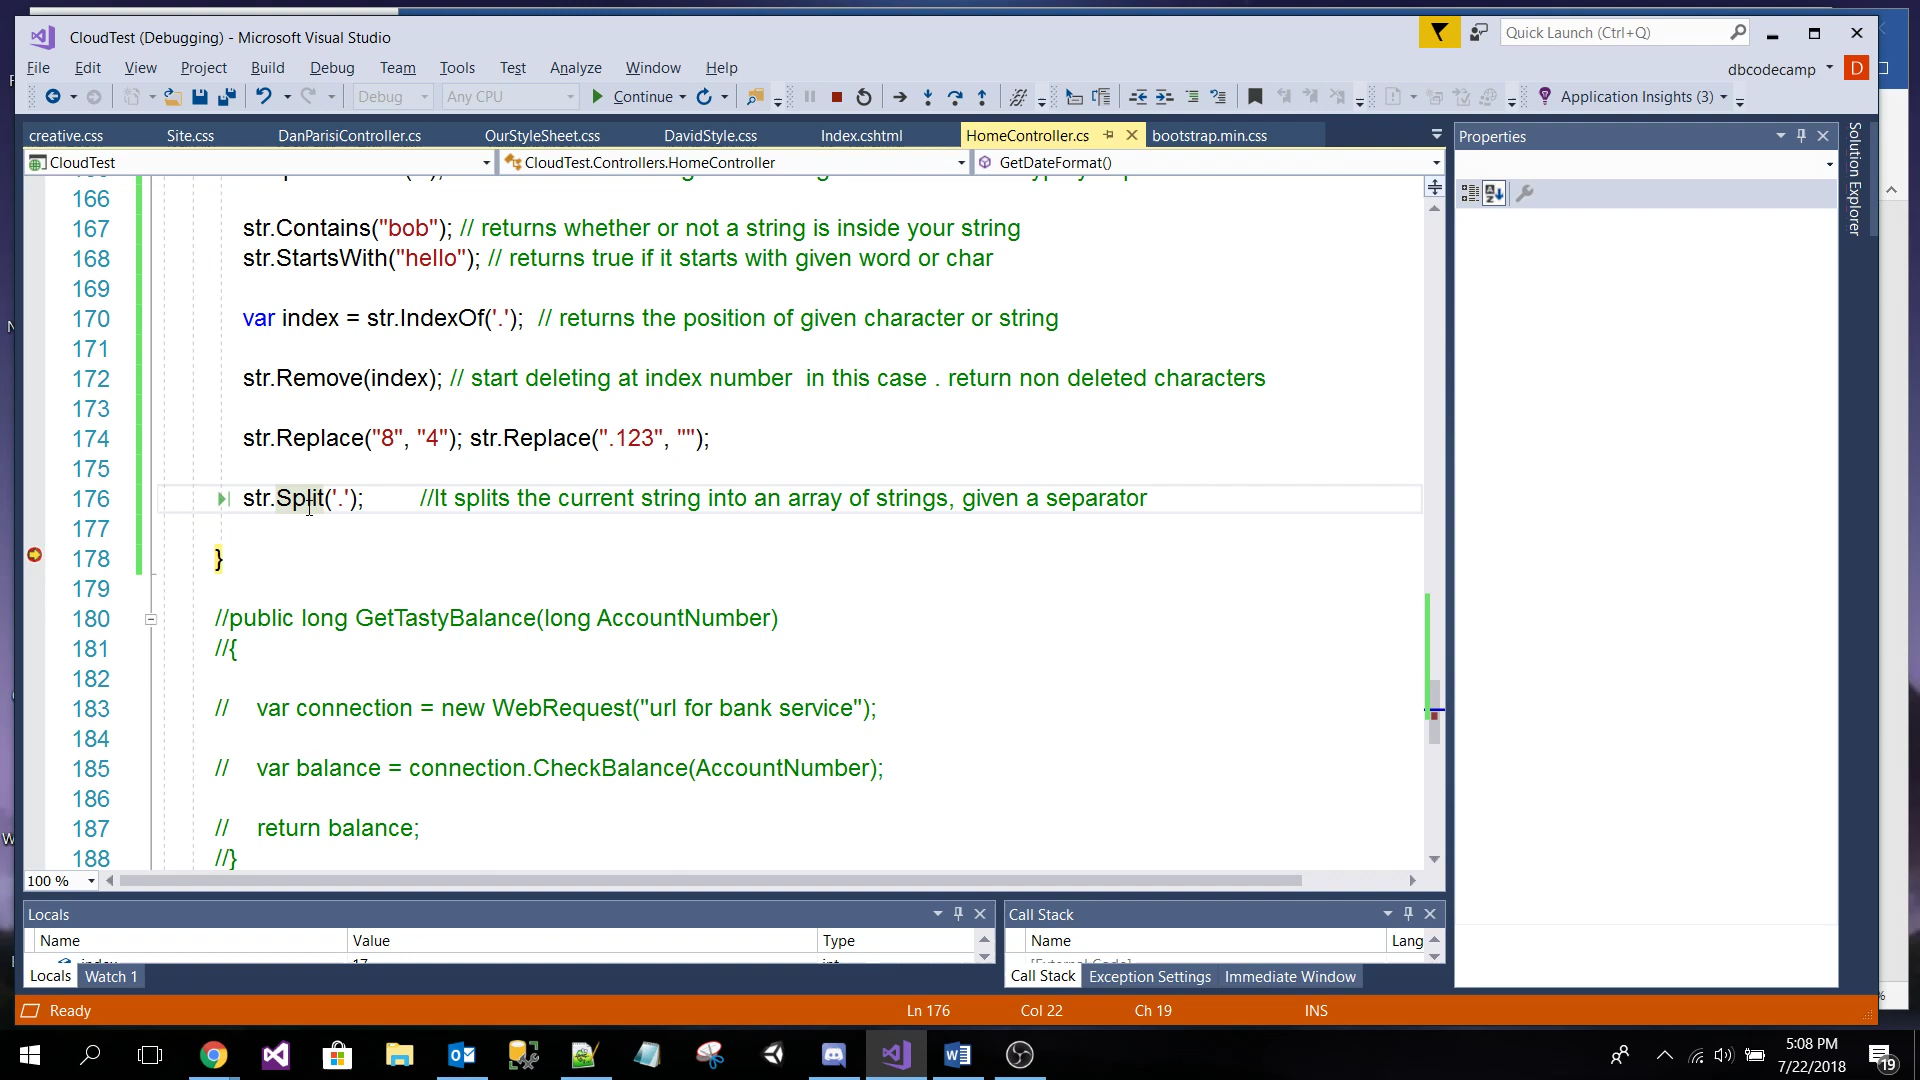 CloudTest (Debugging) - Microsoft Visual Studio
Quick Launch (Ctrl+Q)
File Edit View Project Build Debug Team Tools Test Analyze Window Help
dbcodecamp D
Debug Any CPU Continue Application Insights (3)
creative.css Site.css DanParisiController.cs OurStyleSheet.css DavidStyle.css Index.cshtml HomeController.cs bootstrap.min.css
CloudTest CloudTest.Controllers.HomeController GetDateFormat()
Properties
Solution Explorer
166
167 str.Contains("bob"); // returns whether or not a string is inside your string
168 str.StartsWith("hello"); // returns true if it starts with given word or char
169
170 var index = str.IndexOf('.'); // returns the position of given character or string
171
172 str.Remove(index); // start deleting at index number in this case . return non deleted characters
173
174 str.Replace("8", "4"); str.Replace(".123", "");
175
176 str.Split('.'); //It splits the current string into an array of strings, given a separator
177
178 }
179
180 //public long GetTastyBalance(long AccountNumber)
181 //{
182
183 // var connection = new WebRequest("url for bank service");
184
185 // var balance = connection.CheckBalance(AccountNumber);
186
187 // return balance;
188 //}
100 %
Locals
Name Value Type
Locals Watch 1
Call Stack
Name Lang
Call Stack Exception Settings Immediate Window
Ready Ln 176 Col 22 Ch 19 INS
5:08 PM
7/22/2018
19